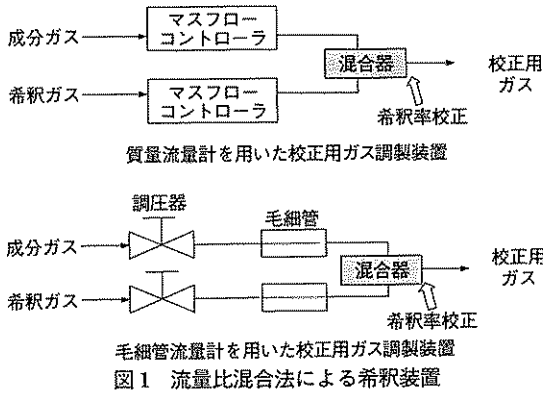 成分ガス
マスフロー
コントローラ
混合器
校正用
ガス
希釈ガス
マスフロー
コントローラ
希釈率校正
質量流量計を用いた校正用ガス調製装置
調圧器
毛細管
成分ガス
混合器
校正用
ガス
希釈ガス
希釈率校正
毛細管流量計を用いた校正用ガス調製装置
図1 流量比混合法による希釈装置